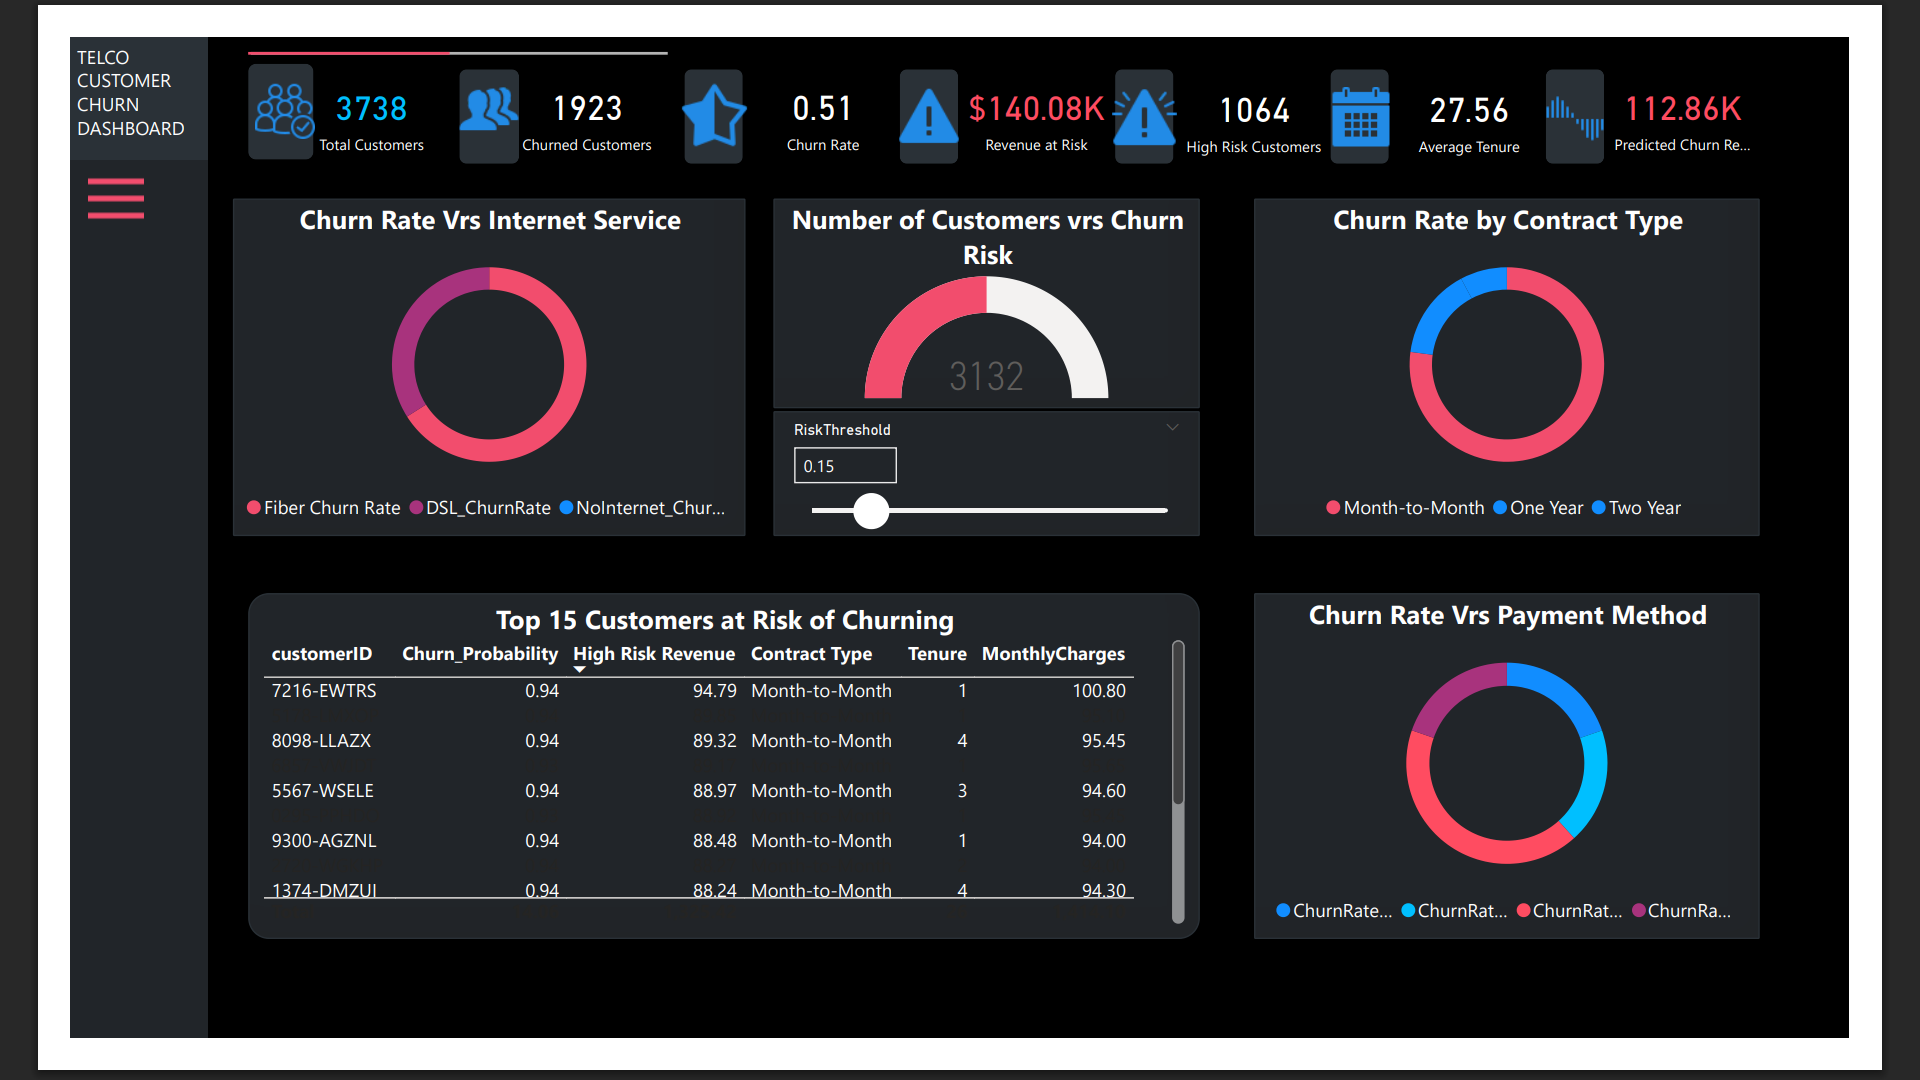 TELCO
CUSTOMER
CHURN
DASHBOARD
3738
Total Customers
1923
Churned Customers
0.51
Churn Rate
$140.08K
Revenue at Risk
1064
High Risk Customers
27.56
Average Tenure
112.86K
Predicted Churn Re...
Churn Rate Vrs Internet Service
Fiber Churn Rate DSL_ChurnRate NoInternet_Chur...
Number of Customers vrs Churn
Risk
3132
RiskThreshold
0.15
Churn Rate by Contract Type
Month-to-Month One Year Two Year
Top 15 Customers at Risk of Churning
customerID Churn_Probability High Risk Revenue Contract Type Tenure MonthlyCharges
7216-EWTRS 0.94 94.79 Month-to-Month 1 100.80
8098-LLAZX 0.94 89.32 Month-to-Month 4 95.45
5567-WSELE 0.94 88.97 Month-to-Month 3 94.60
9300-AGZNL 0.94 88.48 Month-to-Month 1 94.00
1374-DMZUI 0.94 88.24 Month-to-Month 4 94.30
Churn Rate Vrs Payment Method
ChurnRate... ChurnRat... ChurnRat... ChurnRa...